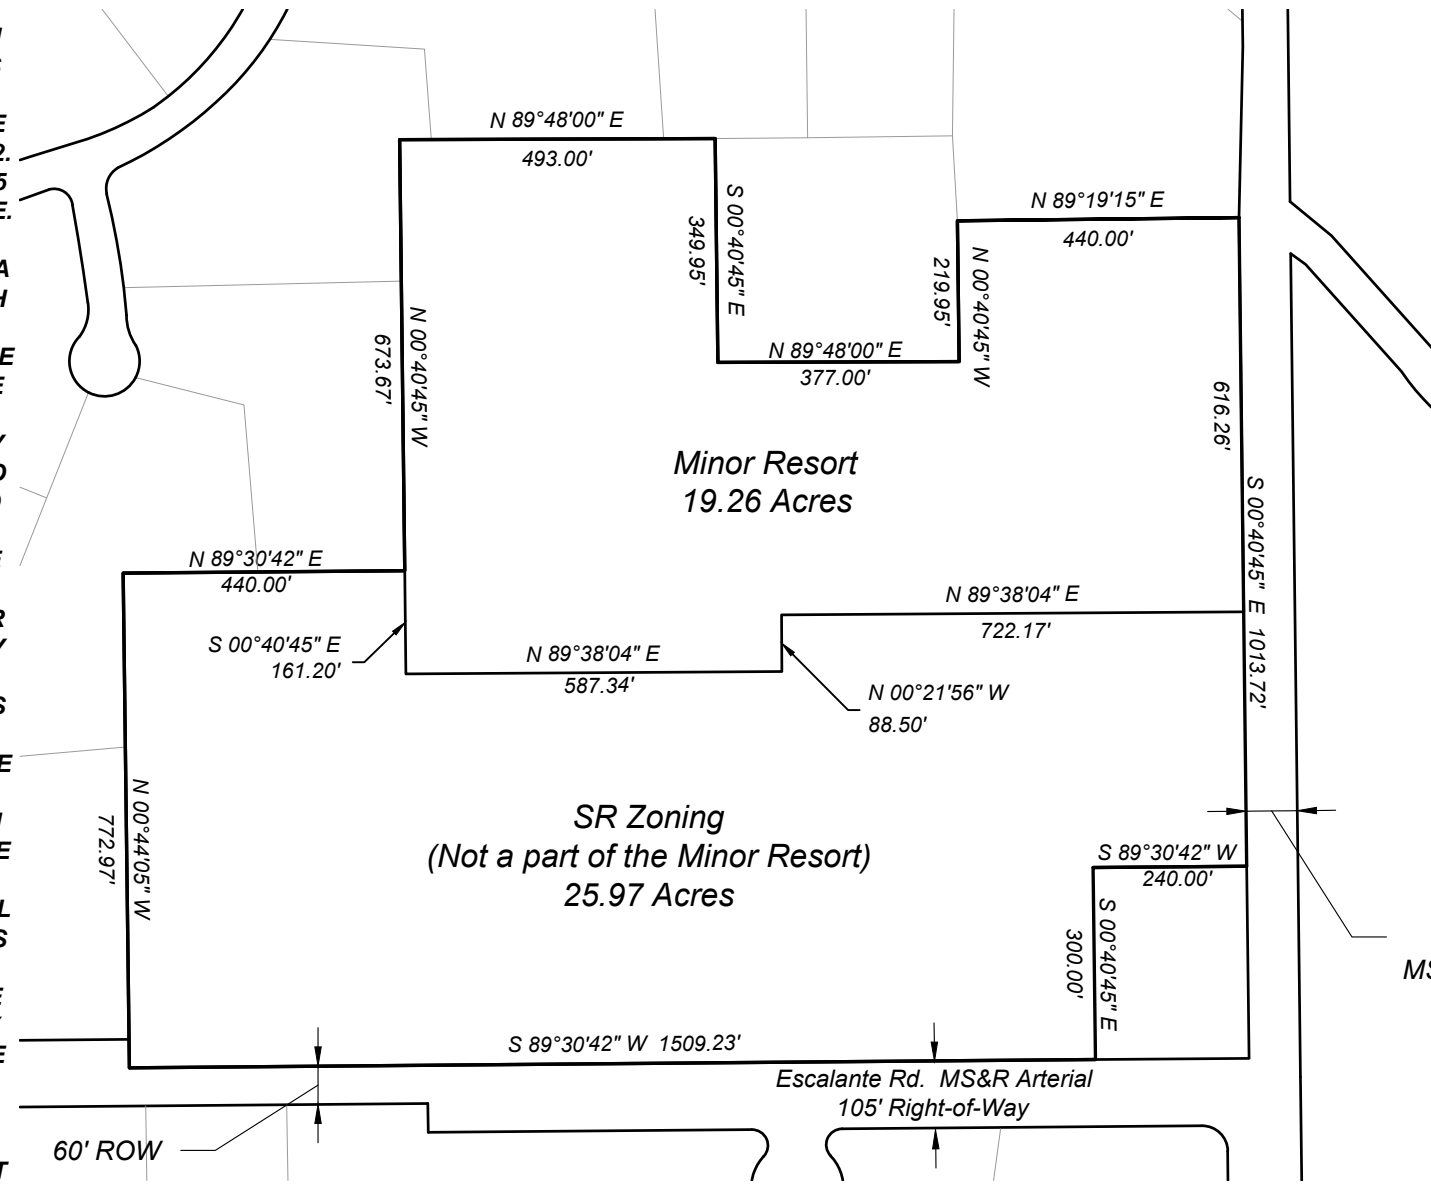 N 89°48'00" E
493.00'
S 00°40'45" E
349.95'
N 89°19'15" E
440.00'
219.95'
N 00°40'45" W
N 89°48'00" E
377.00'
673.67'
N 00°40'45" W
616.26'
Minor Resort
19.26 Acres
S 00°40'45" E 1013.72'
N 89°30'42" E
440.00'
N 89°38'04" E
722.17'
S 00°40'45" E
161.20'
N 89°38'04" E
587.34'
N 00°21'56" W
88.50'
N 00°44'05" W
772.97'
SR Zoning
(Not a part of the Minor Resort)
25.97 Acres
S 89°30'42" W
240.00'
300.00'
S 00°40'45" E
S 89°30'42" W 1509.23'
Escalante Rd. MS&R Arterial
105' Right-of-Way
60' ROW